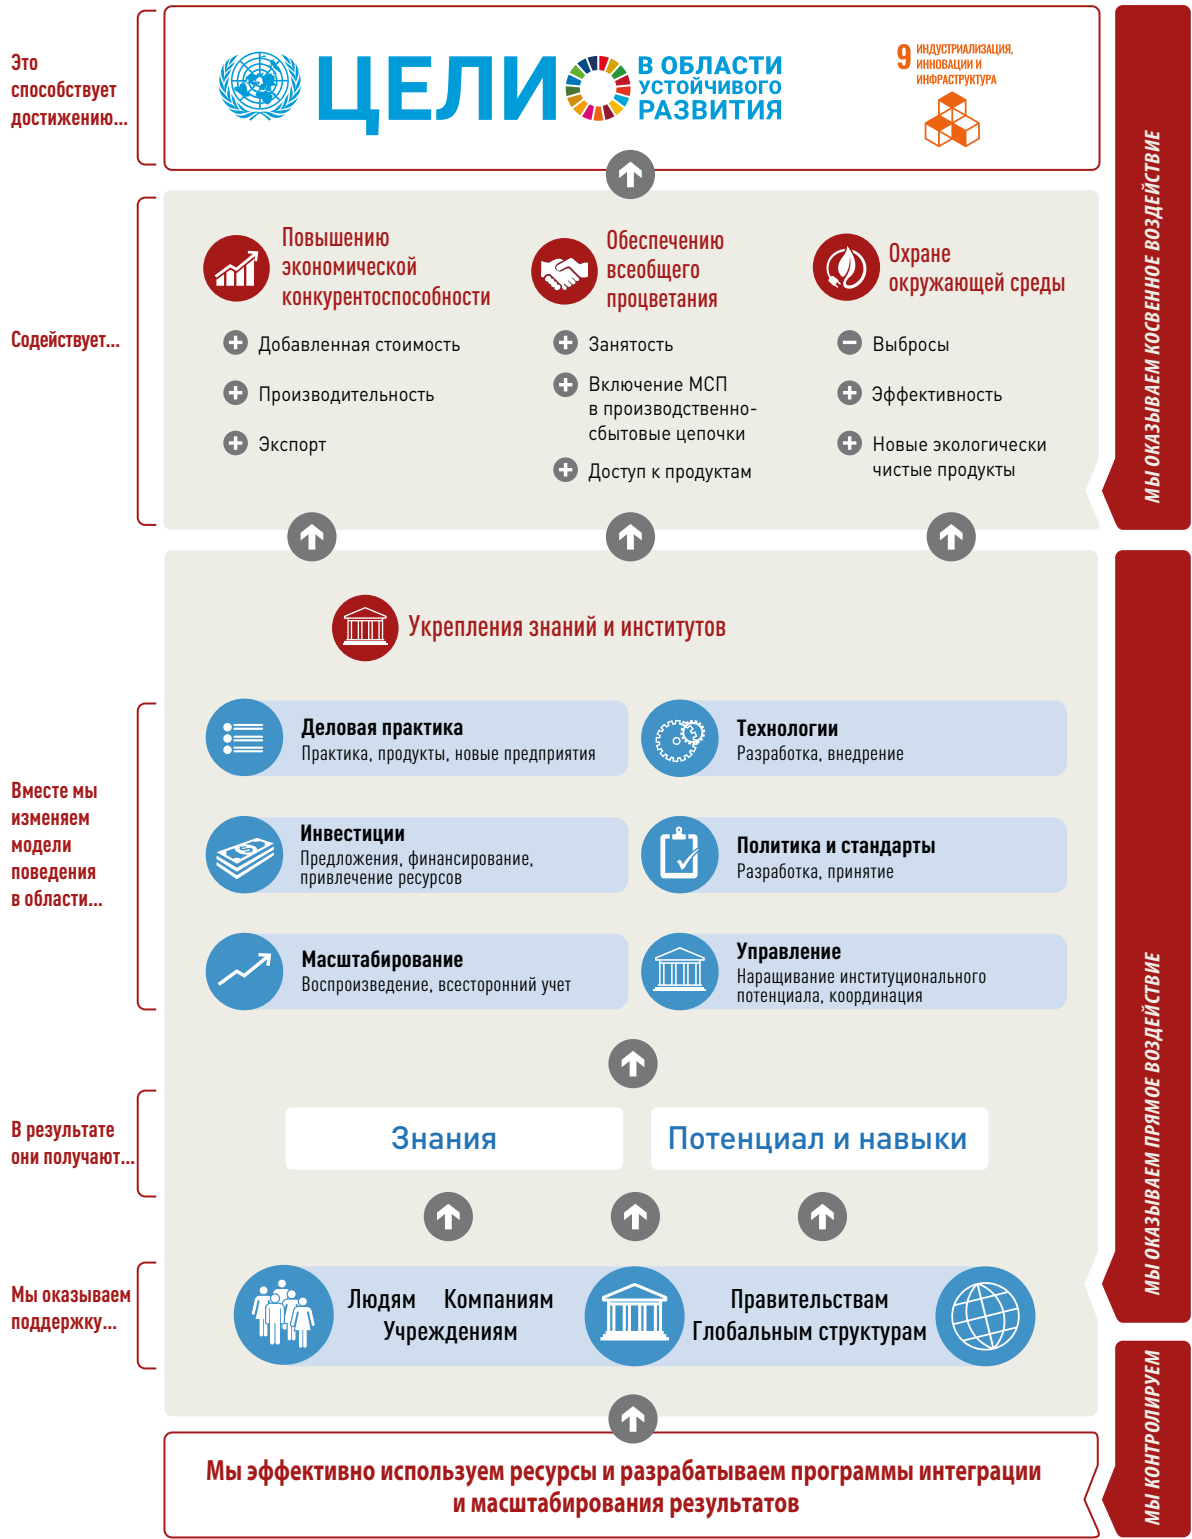 Это
способствует
достижению...
ЦЕЛИ
В ОБЛАСТИ
УСТОЙЧИВОГО
РАЗВИТИЯ
9 ИНДУСТРИАЛИЗАЦИЯ,
ИННОВАЦИИ И
ИНФРАСТРУКТУРА
МЫ ОКАЗЫВАЕМ КОСВЕННОЕ ВОЗДЕЙСТВИЕ
Содействует...
Повышению
экономической
конкурентоспособности
Добавленная стоимость
Производительность
Экспорт
Обеспечению
всеобщего
процветания
Занятость
Включение МСП
в производственно-
сбытовые цепочки
Доступ к продуктам
Охране
окружающей среды
Выбросы
Эффективность
Новые экологически
чистые продукты
Укрепления знаний и институтов
МЫ ОКАЗЫВАЕМ ПРЯМОЕ ВОЗДЕЙСТВИЕ
Вместе мы
изменяем
модели
поведения
в области...
Деловая практика
Практика, продукты, новые предприятия
Технологии
Разработка, внедрение
Инвестиции
Предложения, финансирование,
привлечение ресурсов
Политика и стандарты
Разработка, принятие
Масштабирование
Воспроизведение, всесторонний учет
Управление
Наращивание институционального
потенциала, координация
В результате
они получают...
Знания
Потенциал и навыки
Мы оказываем
поддержку...
Людям Компаниям
Учреждениям
Правительствам
Глобальным структурам
МЫ КОНТРОЛИРУЕМ
Мы эффективно используем ресурсы и разрабатываем программы интеграции
и масштабирования результатов